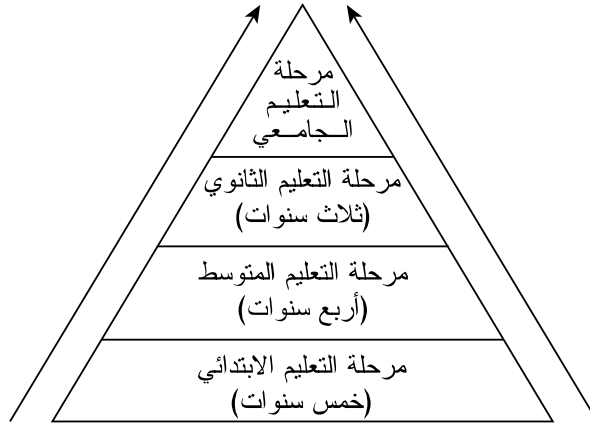 مرحلة
التعليم
الجامعي
مرحلة التعليم الثانوي
(ثلاث سنوات)
مرحلة التعليم المتوسط
(أربع سنوات)
مرحلة التعليم الابتدائي
(خمس سنوات)